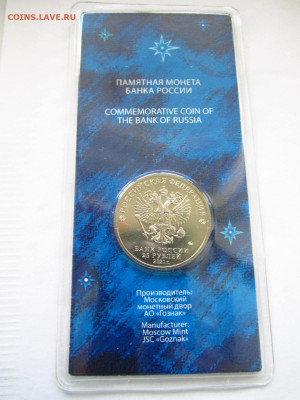 COINS.LAVE.RU
ПАМЯТНАЯ МОНЕТА
БАНКА РОССИИ
COMMEMORATIVE COIN OF
THE BANK OF RUSSIA
РОССИЙСКАЯ ФЕДЕРАЦИЯ
БАНК РОССИИ
25 РУБЛЕЙ
2021 г.
Производитель:
Московский
монетный двор
АО «Гознак»
Manufacturer:
Moscow Mint
JSC «Goznak»